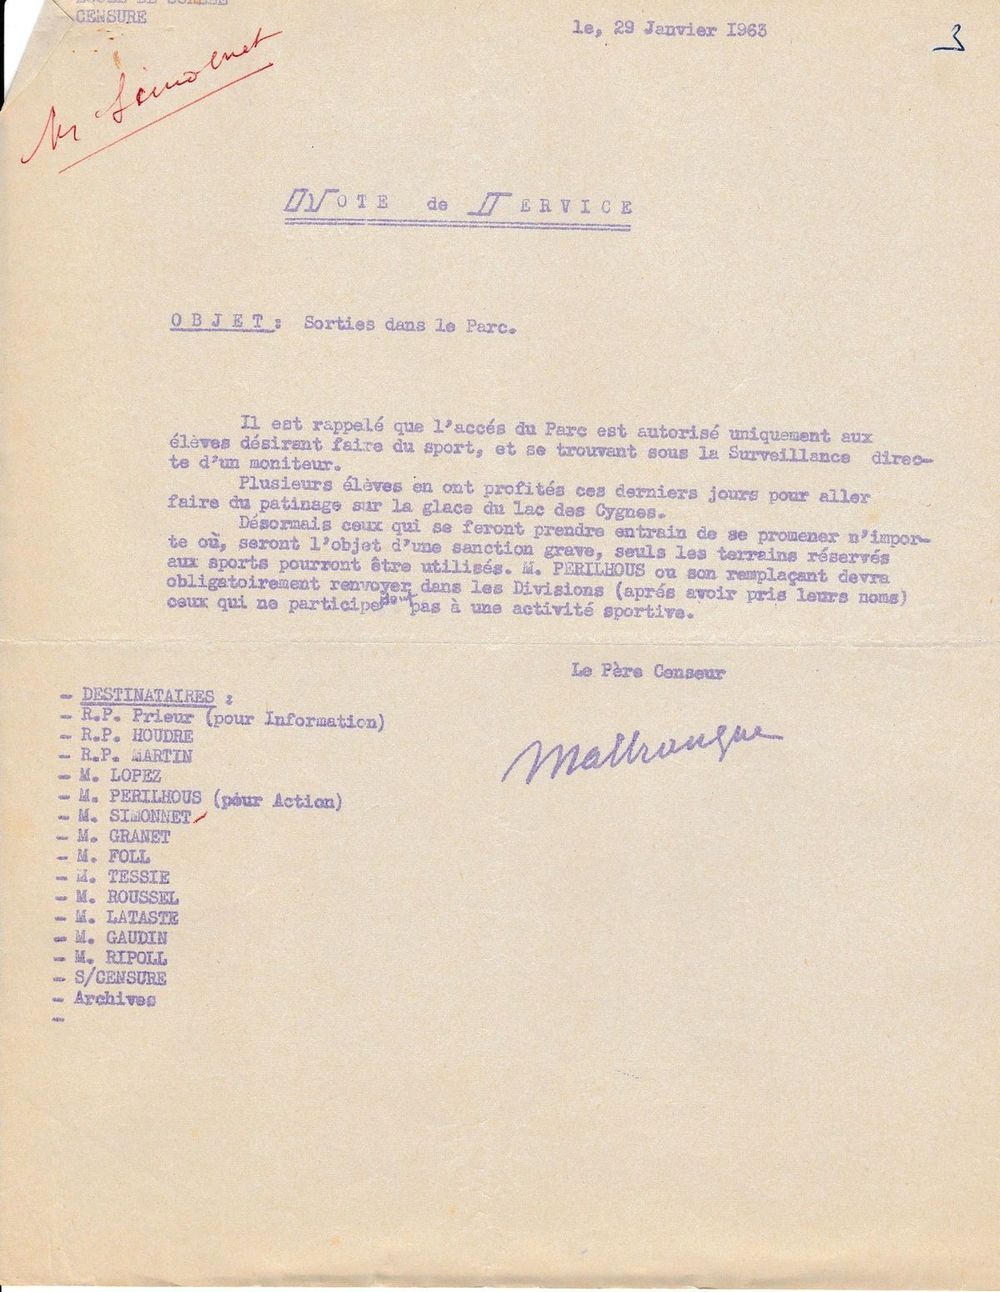 CENSURE
le, 29 Janvier I963
3
Mr Simonnet
NOTE de SERVICE
OBJET : Sorties dans le Parc.
Il est rappelé que l'accés du Parc est autorisé uniquement aux
élèves désirant faire du sport, et se trouvant sous la Surveillance direc-
te d'un moniteur.
Plusieurs élèves en ont profités ces derniers jours pour aller
faire du patinage sur la glace du lac des Cygnes.
Désormais ceux qui se feront prendre entrain de se promener n'impor-
te où, seront l'objet d'une sanction grave, seuls les terrains réservés
aux sports pourront être utilisés. M. PERILHOUS ou son remplaçant devra
obligatoirement renvoyer dans les Divisions (aprés avoir pris leurs noms)
ceux qui ne participeront pas à une activité sportive.
Le Père Censeur
- DESTINATAIRES :
- R.P. Prieur (pour Information)
- R.P. HOUDRE
- R.P. MARTIN
- M. LOPEZ
- M. PERILHOUS (pour Action)
- M. SIMONNET
- M. GRANET
- M. FOLL
- M. TESSIE
- M. ROUSSEL
- M. LATASTE
- M. GAUDIN
- M. RIPOLL
- S/CENSURE
- Archives
-